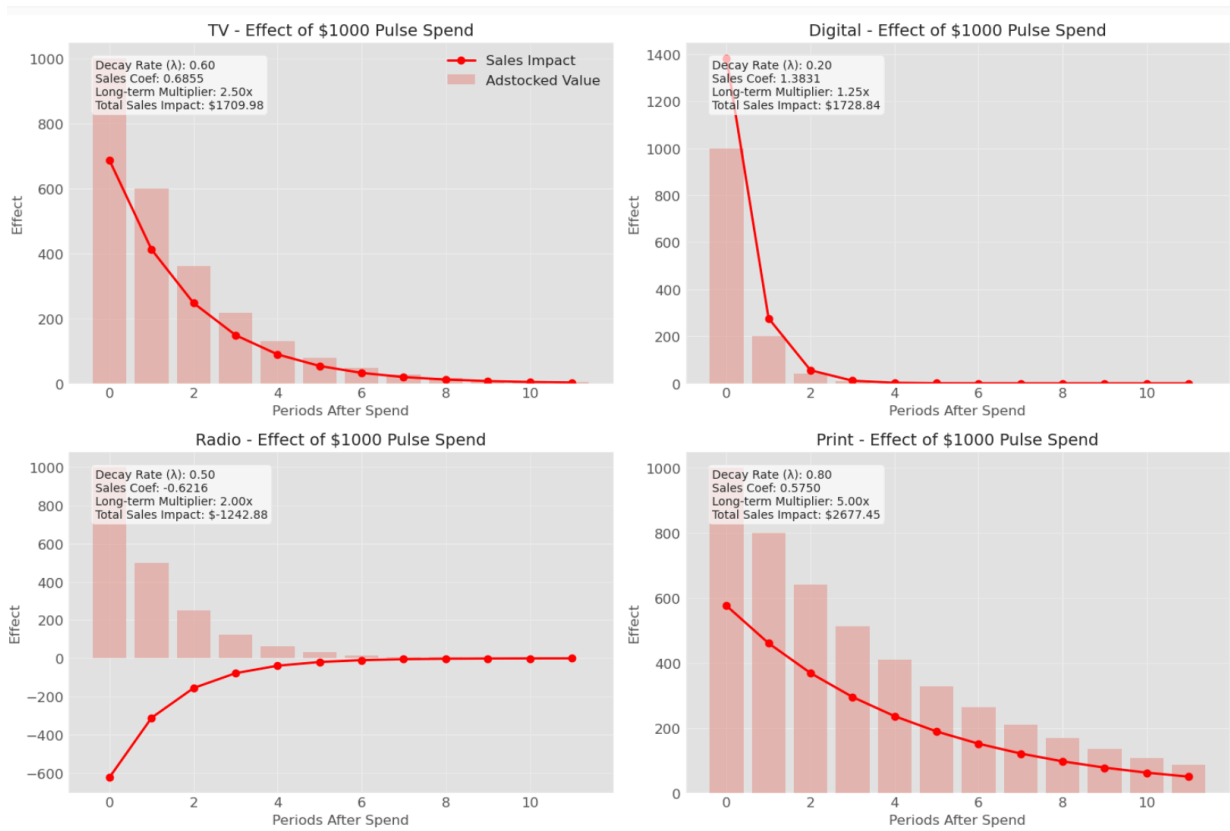 TV - Effect of $1000 Pulse Spend
Decay Rate (λ): 0.60
Sales Coef: 0.6855
Long-term Multiplier: 2.50x
Total Sales Impact: $1709.98
Sales Impact
Adstocked Value
Effect
1000
800
600
400
200
0
0 2 4 6 8 10
Periods After Spend
Digital - Effect of $1000 Pulse Spend
Decay Rate (λ): 0.20
Sales Coef: 1.3831
Long-term Multiplier: 1.25x
Total Sales Impact: $1728.84
Effect
1400
1200
1000
800
600
400
200
0
0 2 4 6 8 10
Periods After Spend
Radio - Effect of $1000 Pulse Spend
Decay Rate (λ): 0.50
Sales Coef: -0.6216
Long-term Multiplier: 2.00x
Total Sales Impact: $-1242.88
Effect
1000
800
600
400
200
0
−200
−400
−600
0 2 4 6 8 10
Periods After Spend
Print - Effect of $1000 Pulse Spend
Decay Rate (λ): 0.80
Sales Coef: 0.5750
Long-term Multiplier: 5.00x
Total Sales Impact: $2677.45
Effect
1000
800
600
400
200
0
0 2 4 6 8 10
Periods After Spend